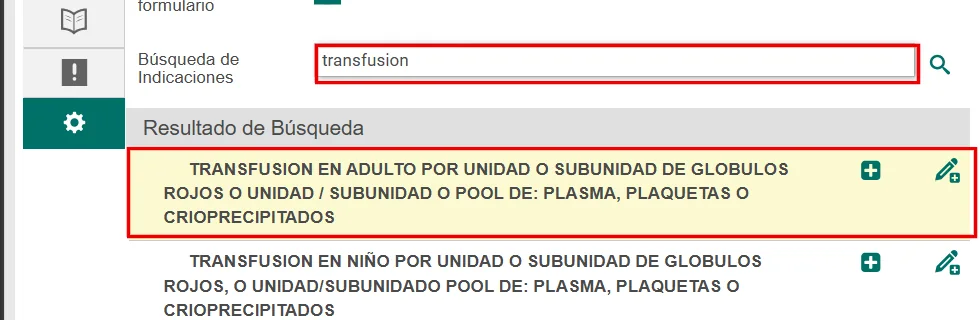 formulario
Búsqueda de
Indicaciones
transfusion
Resultado de Búsqueda
TRANSFUSION EN ADULTO POR UNIDAD O SUBUNIDAD DE GLOBULOS
ROJOS O UNIDAD / SUBUNIDAD O POOL DE: PLASMA, PLAQUETAS O
CRIOPRECIPITADOS
TRANSFUSION EN NIÑO POR UNIDAD O SUBUNIDAD DE GLOBULOS
ROJOS, O UNIDAD/SUBUNIDADO POOL DE: PLASMA, PLAQUETAS O
CRIOPRECIPITADOS